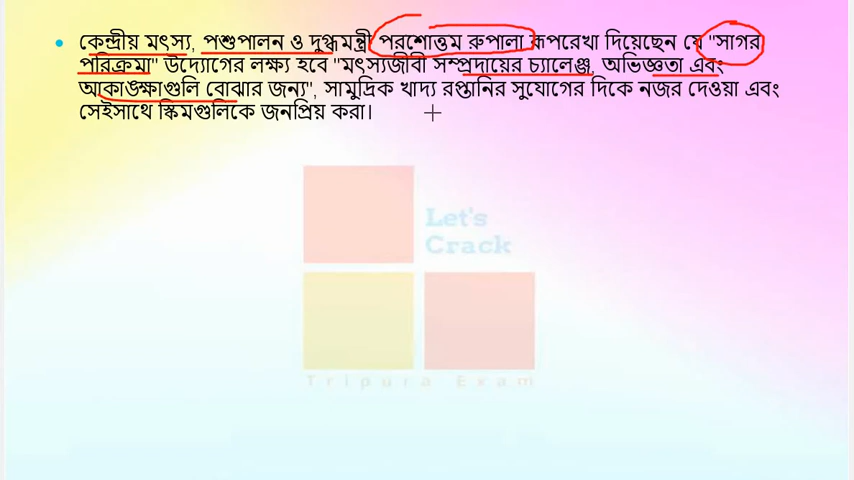 কেন্দ্রীয় মৎস্য, পশুপালন ও দুগ্ধমন্ত্রী পরশোত্তম রুপালা রূপরেখা দিয়েছেন যে "সাগর
পরিক্রমা" উদ্যোগের লক্ষ্য হবে "মৎস্যজীবী সম্প্রদায়ের চ্যালেঞ্জ, অভিজ্ঞতা এবং
আকাঙ্ক্ষাগুলি বোঝার জন্য", সামুদ্রিক খাদ্য রপ্তানির সুযোগের দিকে নজর দেওয়া এবং
সেইসাথে স্কিমগুলিকে জনপ্রিয় করা।
Let's
Crack
Tripura Exam